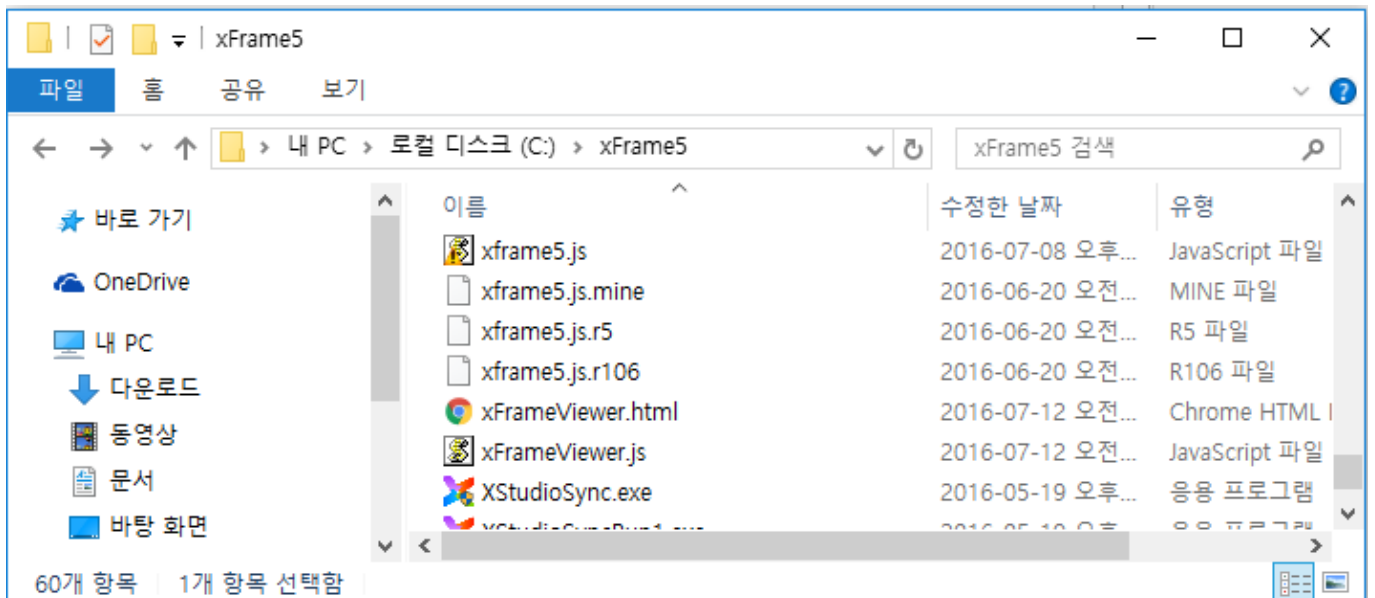 xFrame5
파일 홈 공유 보기
내 PC 로컬 디스크 (C:) xFrame5 xFrame5 검색
바로 가기
OneDrive
내 PC
다운로드
동영상
문서
바탕 화면
이름 수정한 날짜 유형
xframe5.js 2016-07-08 오후... JavaScript 파일
xframe5.js.mine 2016-06-20 오전... MINE 파일
xframe5.js.r5 2016-06-20 오전... R5 파일
xframe5.js.r106 2016-06-20 오전... R106 파일
xFrameViewer.html 2016-07-12 오전... Chrome HTML
xFrameViewer.js 2016-07-12 오전... JavaScript 파일
XStudioSync.exe 2016-05-19 오후... 응용 프로그램
60개 항목 1개 항목 선택함